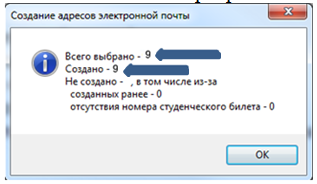 Создание адресов электронной почты
Всего выбрано - 9
Создано - 9
Не создано - , в том числе из-за
созданных ранее - 0
отсутствия номера студенческого билета - 0
OK